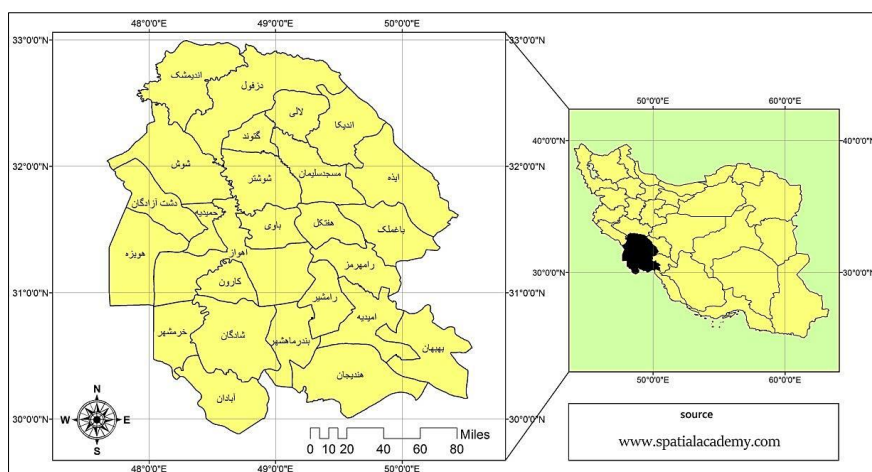 48°0'0"E 49°0'0"E 50°0'0"E
33°0'0"N
33°0'0"N
32°0'0"N
32°0'0"N
31°0'0"N
31°0'0"N
30°0'0"N
30°0'0"N
48°0'0"E 49°0'0"E 50°0'0"E
اندیمشک
دزفول
لالی
اندیکا
گتوند
شوش
شوشتر
مسجدسلیمان
ایذه
دشت آزادگان
حمیدیه
باوی
هفتکل
باغملک
هویزه
اهواز
رامهرمز
کارون
رامشیر
امیدیه
خرمشهر
شادگان
بندرماهشهر
بهبهان
هندیجان
آبادان
N
W E
S
Miles
0 10 20 40 60 80
50°0'0"E 60°0'0"E
40°0'0"N
40°0'0"N
30°0'0"N
30°0'0"N
50°0'0"E 60°0'0"E
source
www.spatialacademy.com